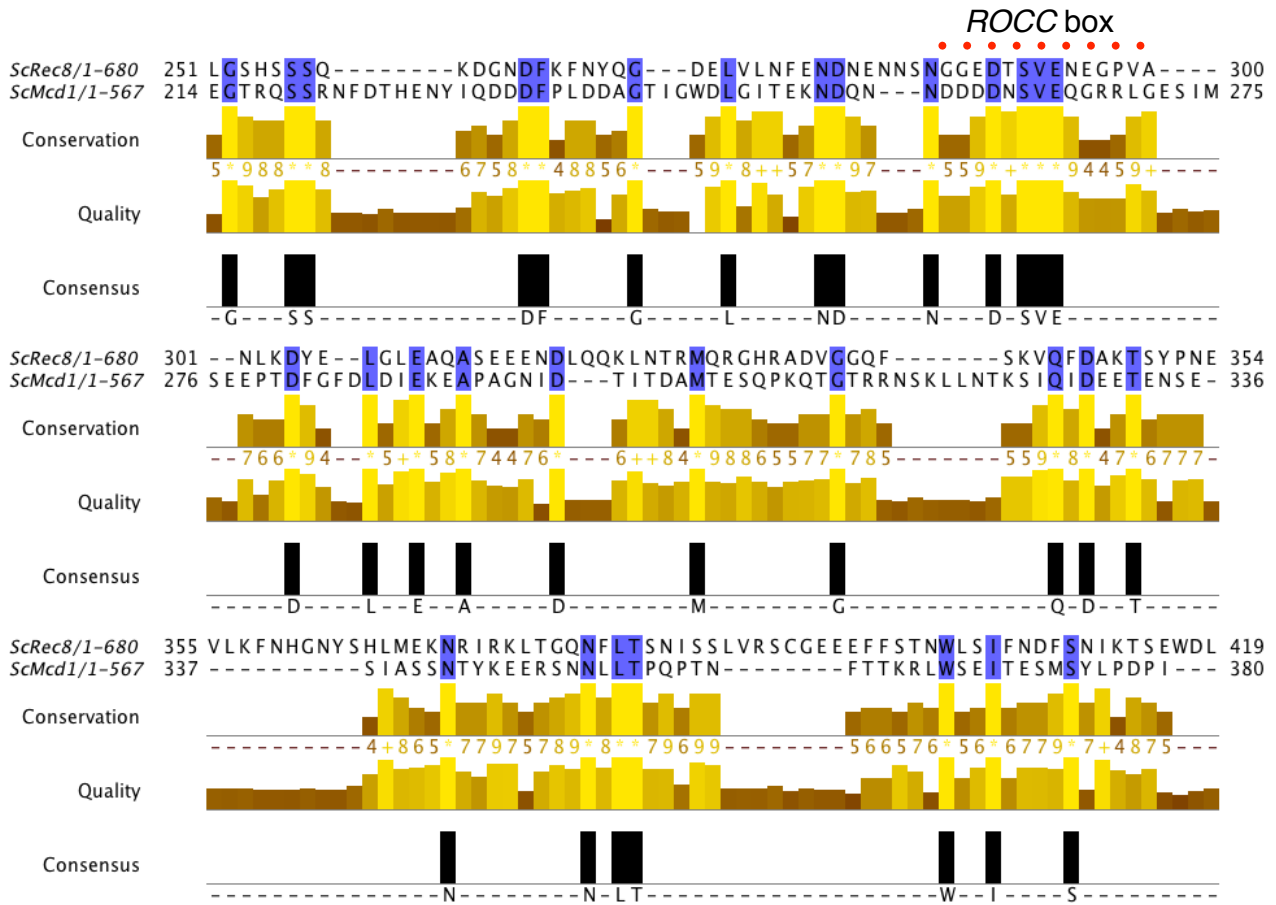 ROCC box
ScRec8/1-680 251 LGSHSSSQ--------KDGNDFKFNYQG---DELVLNFENDNENNSNGGEDTSVENEGPVA---- 300
ScMcd1/1-567 214 EGTRQSSRNFDTHENYIQDDDFPLDDAGTIGWDLGITEKNDQN---NDDDDNSVEQGRRLGESIM 275
Conservation
5*988**8--------6758**48856*---59*8++57**97---*559*+***94459+----
Quality
Consensus
-G---SS-------------DF-----G-----L-----ND-----N---D-SVE----------
ScRec8/1-680 301 --NLKDYE--LGLEAQASEEENDLQQKLNTRMQRGHRADVGGQF-------SKVQFDAKTSYPNE 354
ScMcd1/1-567 276 SEEPTDFGFDLDIEKEAPAGNID---TITDAMTESQPKQTGTRRNSKLLNTKSIQIDEETENSE- 336
Conservation
--766*94--*5+*58*74476*---6++84*98865577*785-------559*8*47*6777-
Quality
Consensus
-----D----L--E--A-----D--------M--------G-------------Q-D--T-----
ScRec8/1-680 355 VLKFNHGNYSHLMEKNRIRKLTGQNFLTSNISSLVRSCGEEEFFSTNWLSIFNDFSNIKTSEWDL 419
ScMcd1/1-567 337 ----------SIASSNTYKEERSNNLLTPQPTN--------FTTKRLWSEITESMSYLPDPI--- 380
Conservation
----------4+865*77975789*8**79699--------566576*56*6779*7+4875---
Quality
Consensus
---------------N--------N-LT-------------------W--I----S---------